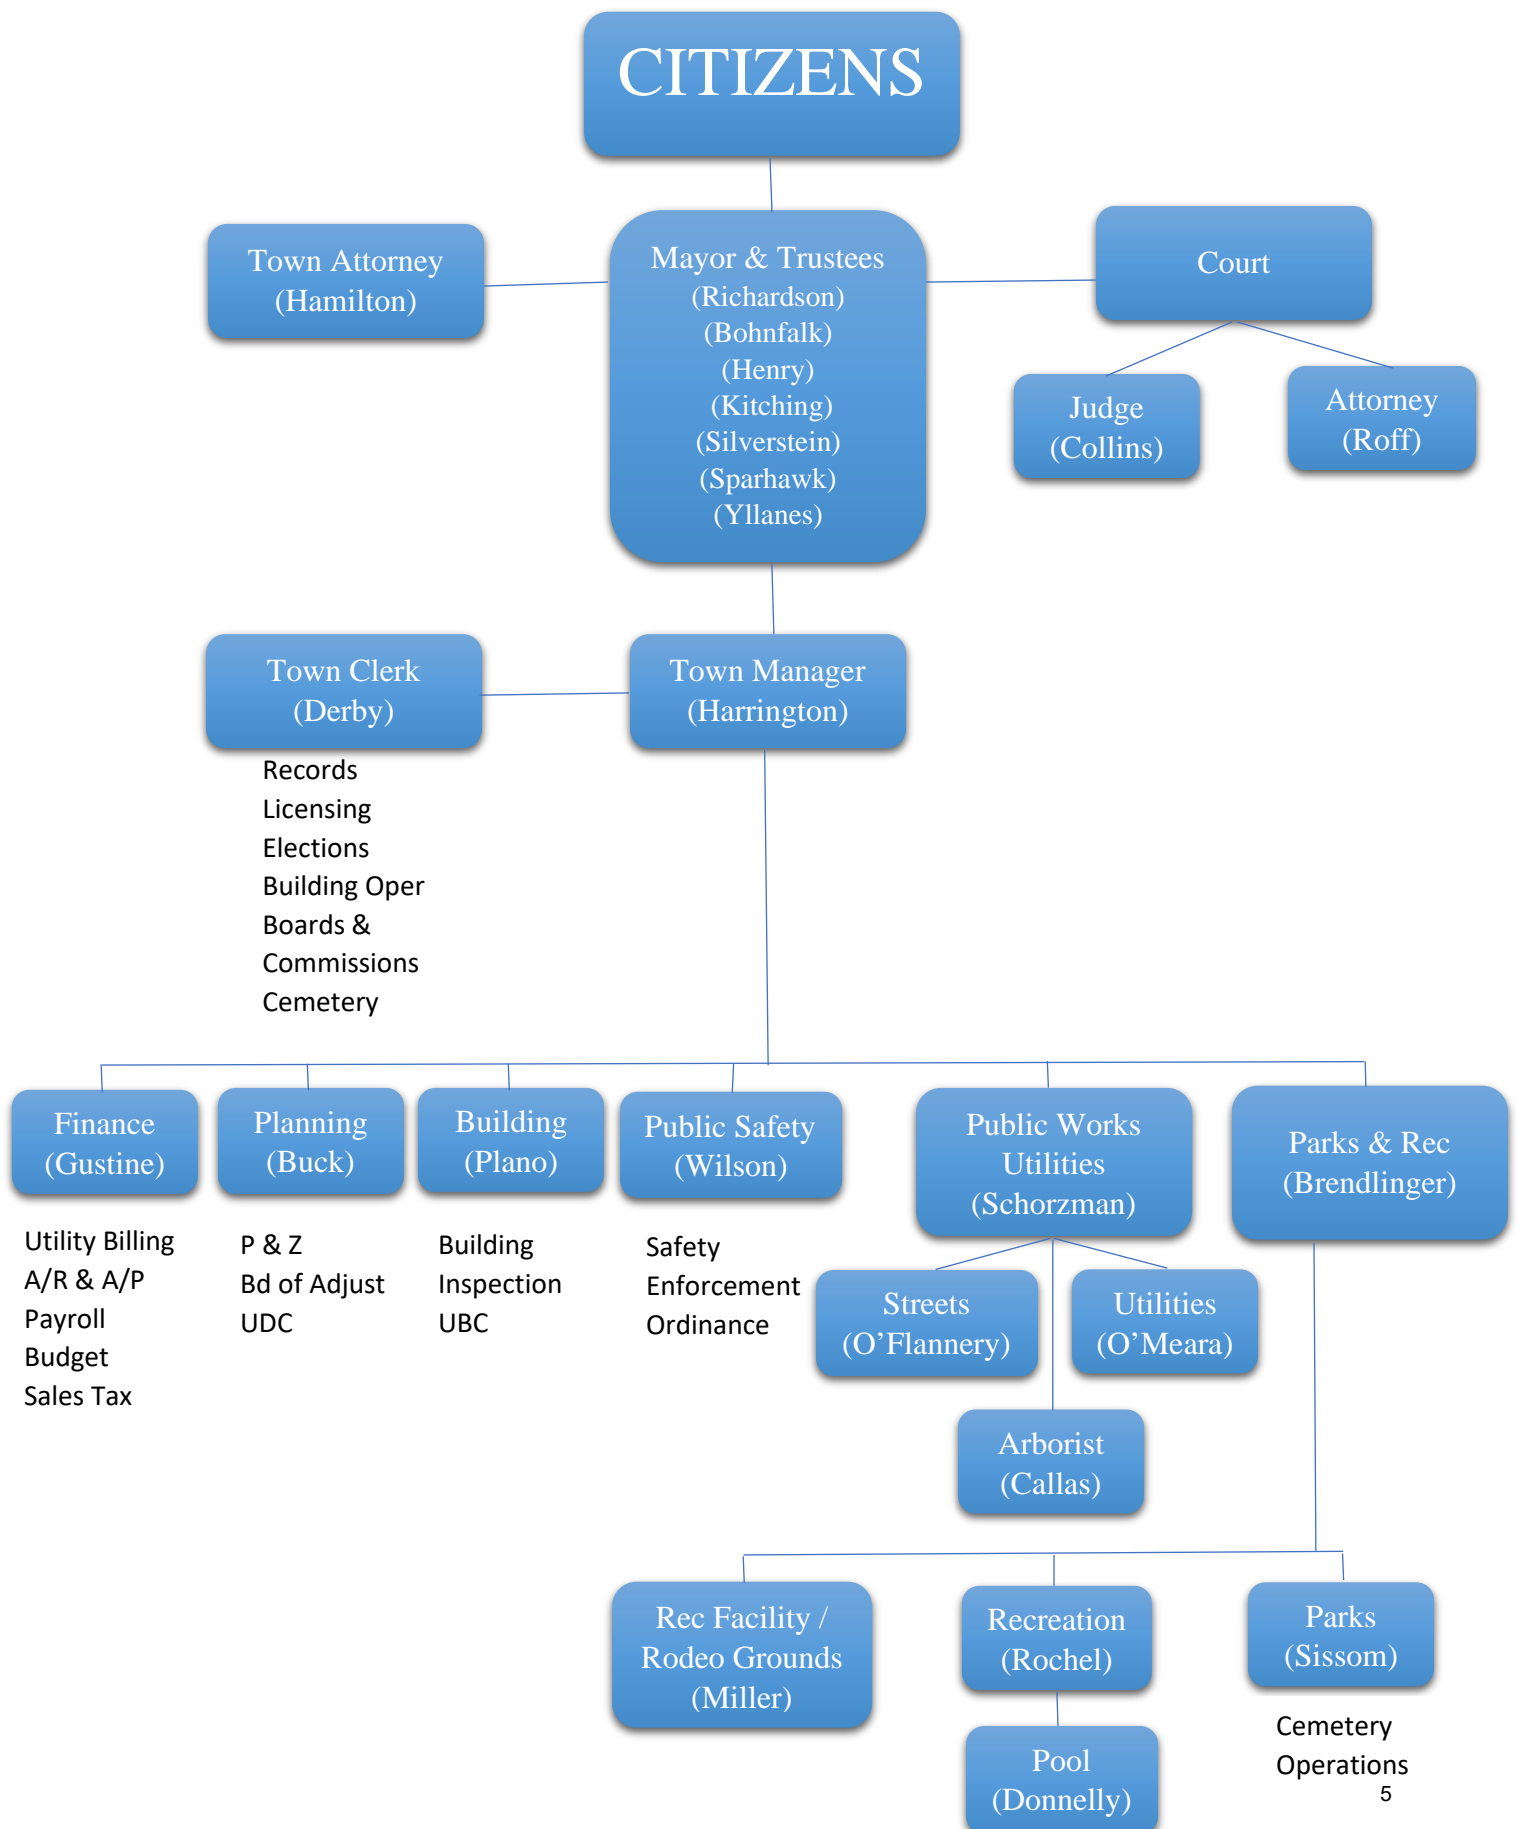 CITIZENS
Town Attorney
(Hamilton)
Mayor & Trustees
(Richardson)
(Bohnfalk)
(Henry)
(Kitching)
(Silverstein)
(Sparhawk)
(Yllanes)
Court
Judge
(Collins)
Attorney
(Roff)
Town Clerk
(Derby)
Town Manager
(Harrington)
Records
Licensing
Elections
Building Oper
Boards &
Commissions
Cemetery
Finance
(Gustine)
Planning
(Buck)
Building
(Plano)
Public Safety
(Wilson)
Public Works
Utilities
(Schorzman)
Parks & Rec
(Brendlinger)
Utility Billing
A/R & A/P
Payroll
Budget
Sales Tax
P & Z
Bd of Adjust
UDC
Building
Inspection
UBC
Safety
Enforcement
Ordinance
Streets
(O’Flannery)
Utilities
(O’Meara)
Arborist
(Callas)
Rec Facility /
Rodeo Grounds
(Miller)
Recreation
(Rochel)
Parks
(Sissom)
Pool
(Donnelly)
Cemetery
Operations
5